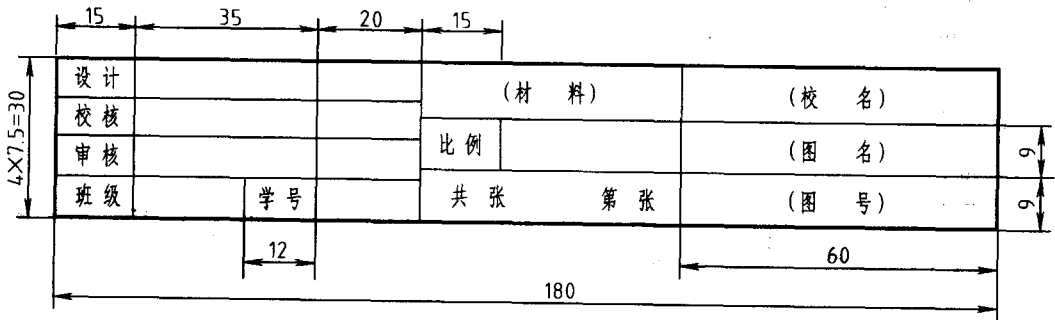 15 35 20 15
4×7.5=30
设计
校核
审核
班级
学号
(材 料)
比例
共 张 第 张
(校 名)
(图 名)
(图 号)
9
9
12
60
180